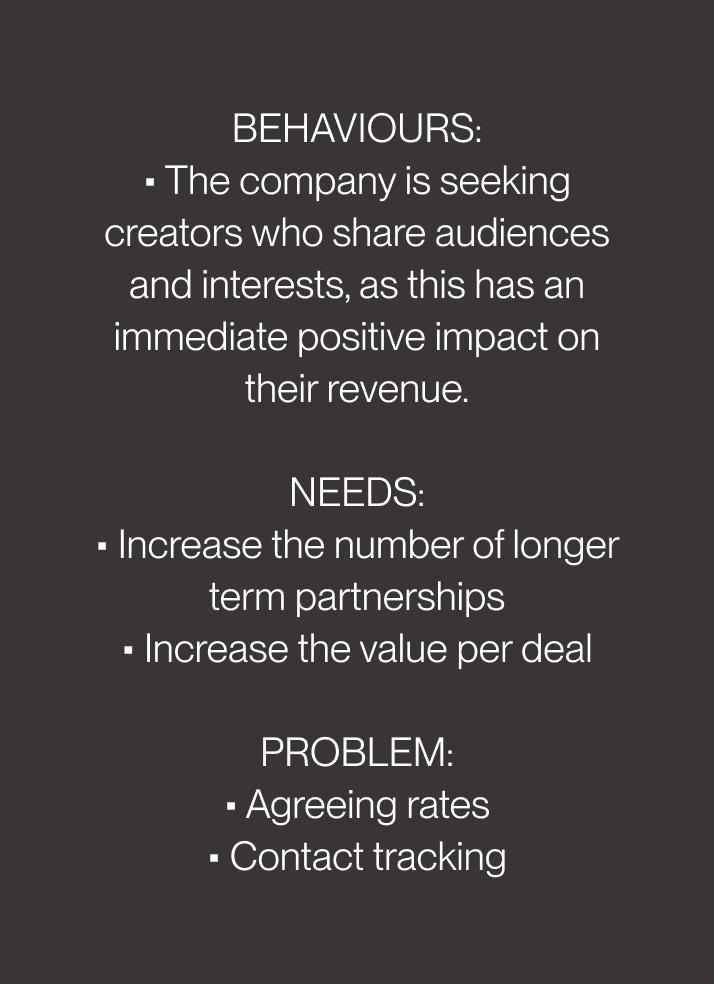 BEHAVIOURS:
▪ The company is seeking
creators who share audiences
and interests, as this has an
immediate positive impact on
their revenue.
NEEDS:
▪ Increase the number of longer
term partnerships
▪ Increase the value per deal
PROBLEM:
▪ Agreeing rates
▪ Contact tracking